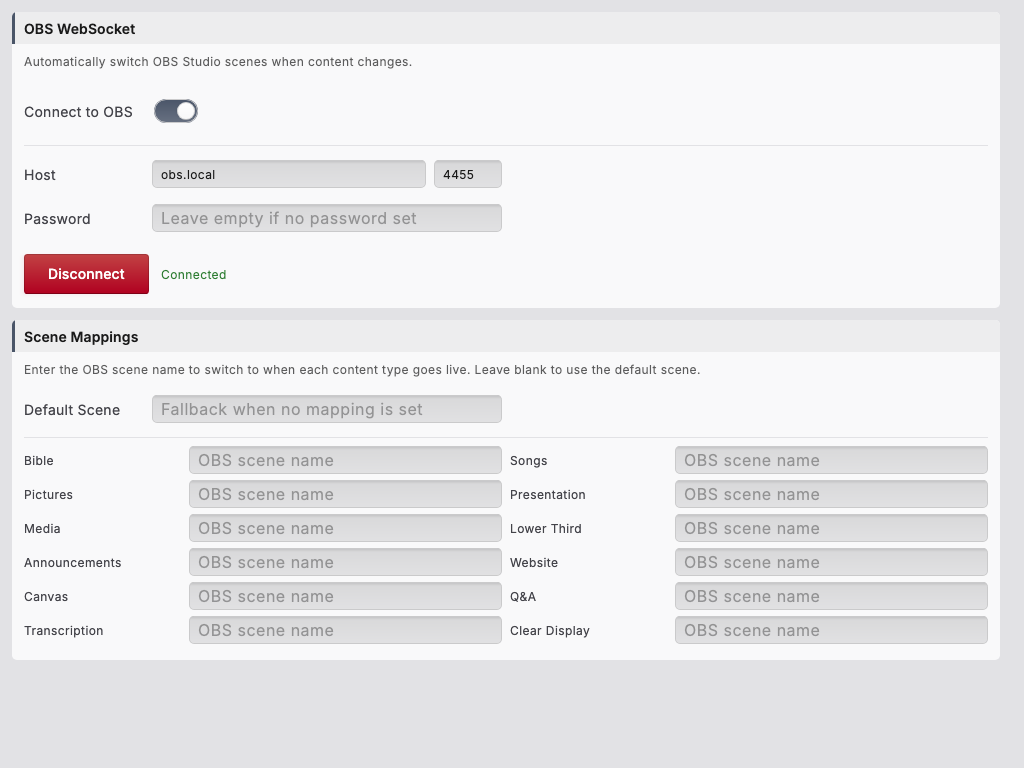 OBS WebSocket
Automatically switch OBS Studio scenes when content changes.
Connect to OBS
Host obs.local 4455
Password Leave empty if no password set
Disconnect Connected
Scene Mappings
Enter the OBS scene name to switch to when each content type goes live. Leave blank to use the default scene.
Default Scene Fallback when no mapping is set
Bible OBS scene name Songs OBS scene name
Pictures OBS scene name Presentation OBS scene name
Media OBS scene name Lower Third OBS scene name
Announcements OBS scene name Website OBS scene name
Canvas OBS scene name Q&A OBS scene name
Transcription OBS scene name Clear Display OBS scene name